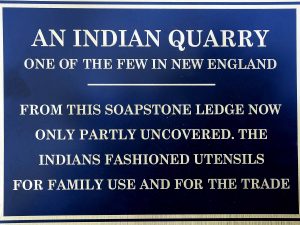 AN INDIAN QUARRY
ONE OF THE FEW IN NEW ENGLAND
FROM THIS SOAPSTONE LEDGE NOW
ONLY PARTLY UNCOVERED. THE
INDIANS FASHIONED UTENSILS
FOR FAMILY USE AND FOR THE TRADE